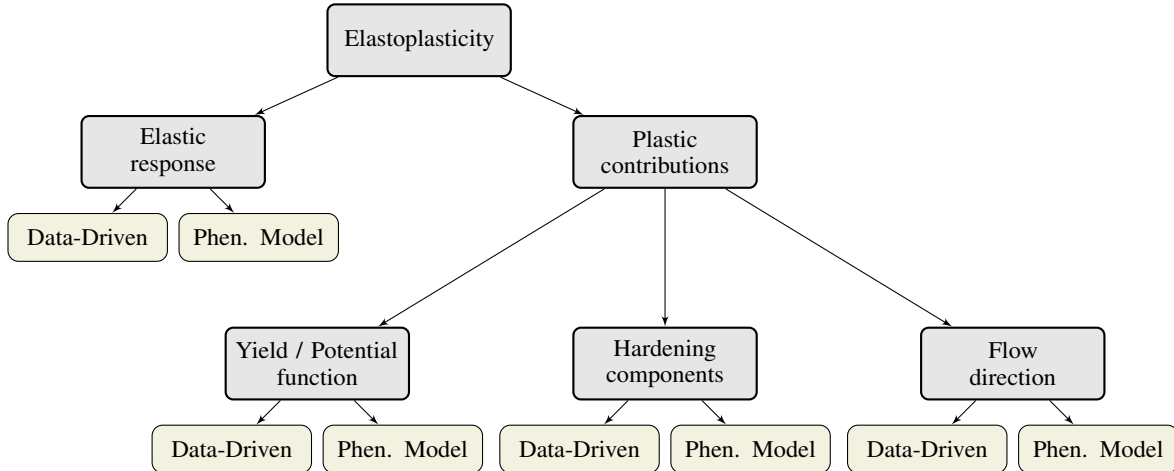 Elastoplasticity
Elastic
response
Plastic
contributions
Data-Driven
Phen. Model
Yield / Potential
function
Hardening
components
Flow
direction
Data-Driven
Phen. Model
Data-Driven
Phen. Model
Data-Driven
Phen. Model